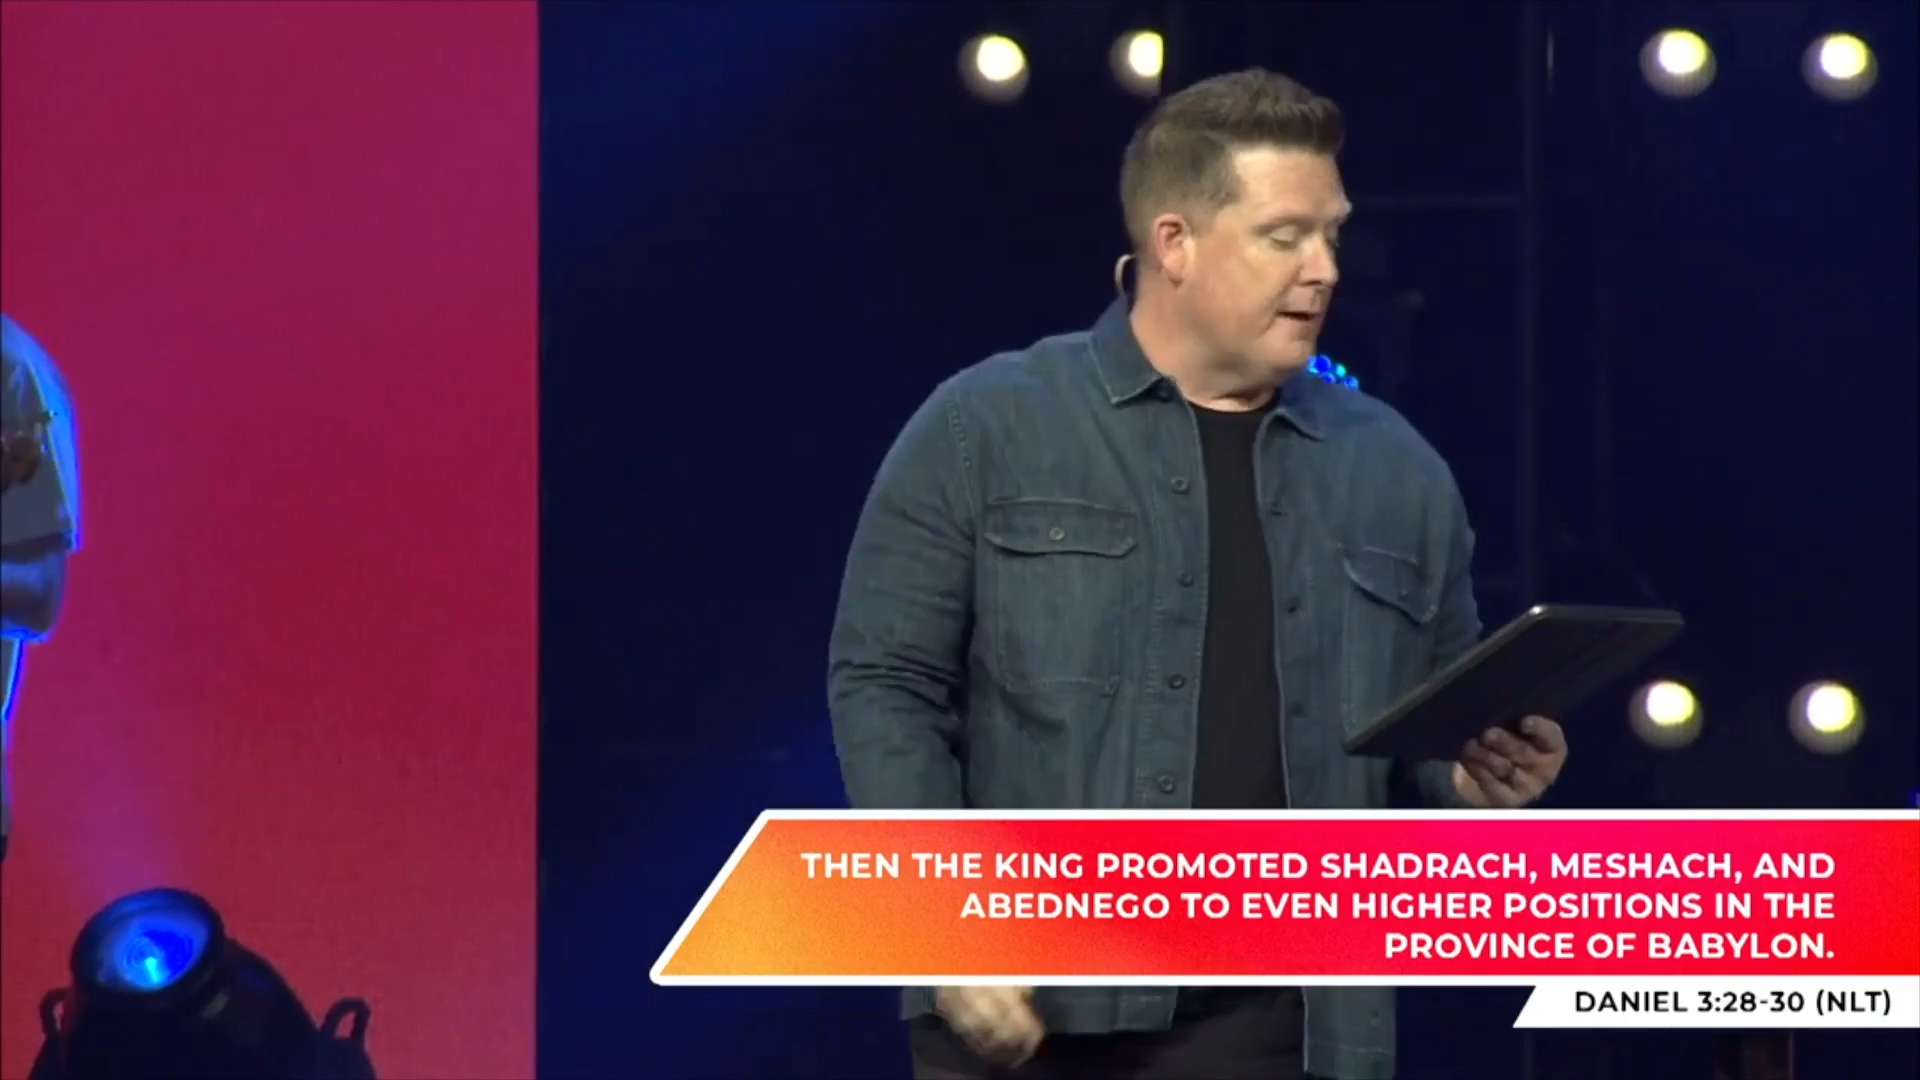 THEN THE KING PROMOTED SHADRACH, MESHACH, AND
ABEDNEGO TO EVEN HIGHER POSITIONS IN THE
PROVINCE OF BABYLON.
DANIEL 3:28-30 (NLT)